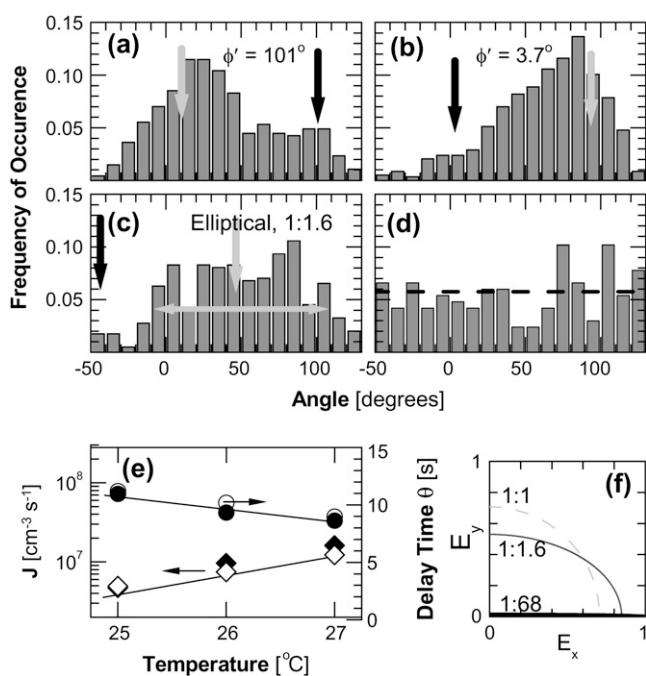 0.15
0.10
0.05
(a)
ϕ′ = 101°
(b)
ϕ′ = 3.7°
0.15
0.10
0.05
0
(c)
Elliptical, 1:1.6
(d)
Frequency of Occurence
-50 0 50 100 -50 0 50 100
Angle [degrees]
(e)
10⁸
10⁷
J [cm⁻³ s⁻¹]
15
10
5
0
Delay Time θ [s]
25 26 27
Temperature [°C]
(f)
1
0
E_y
1:1
1:1.6
1:68
0 1
E_x